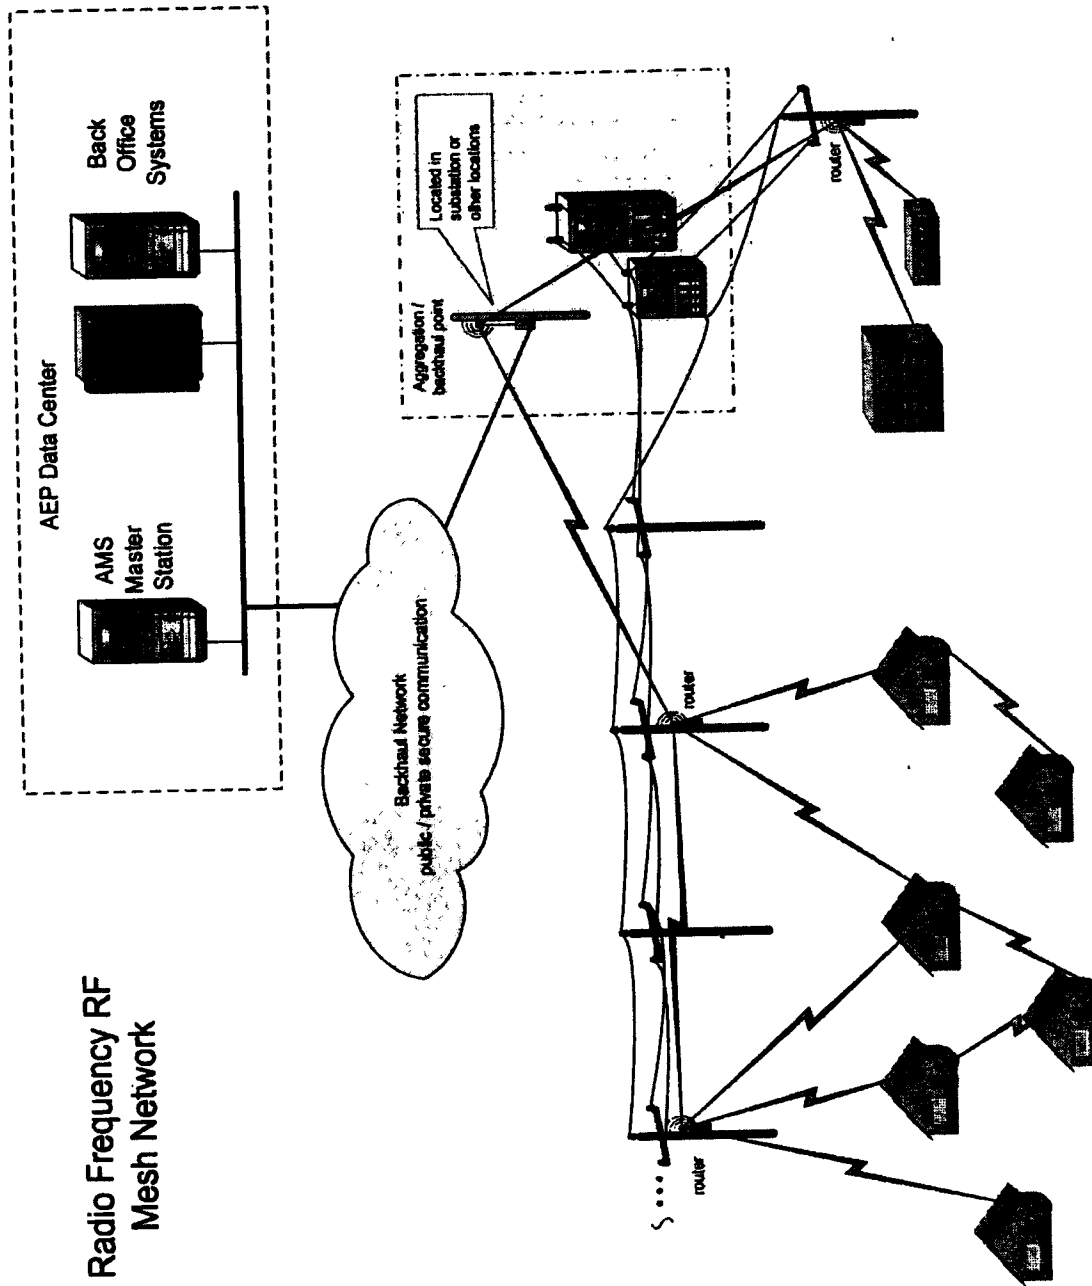 Radio Frequency RF
Mesh Network
AEP Data Center
AMS
Master
Station
Back
Office
Systems
Backhaul Network
public / private secure communication
Aggregation /
backhaul point
Located in
substation or
other locations
router
router
router